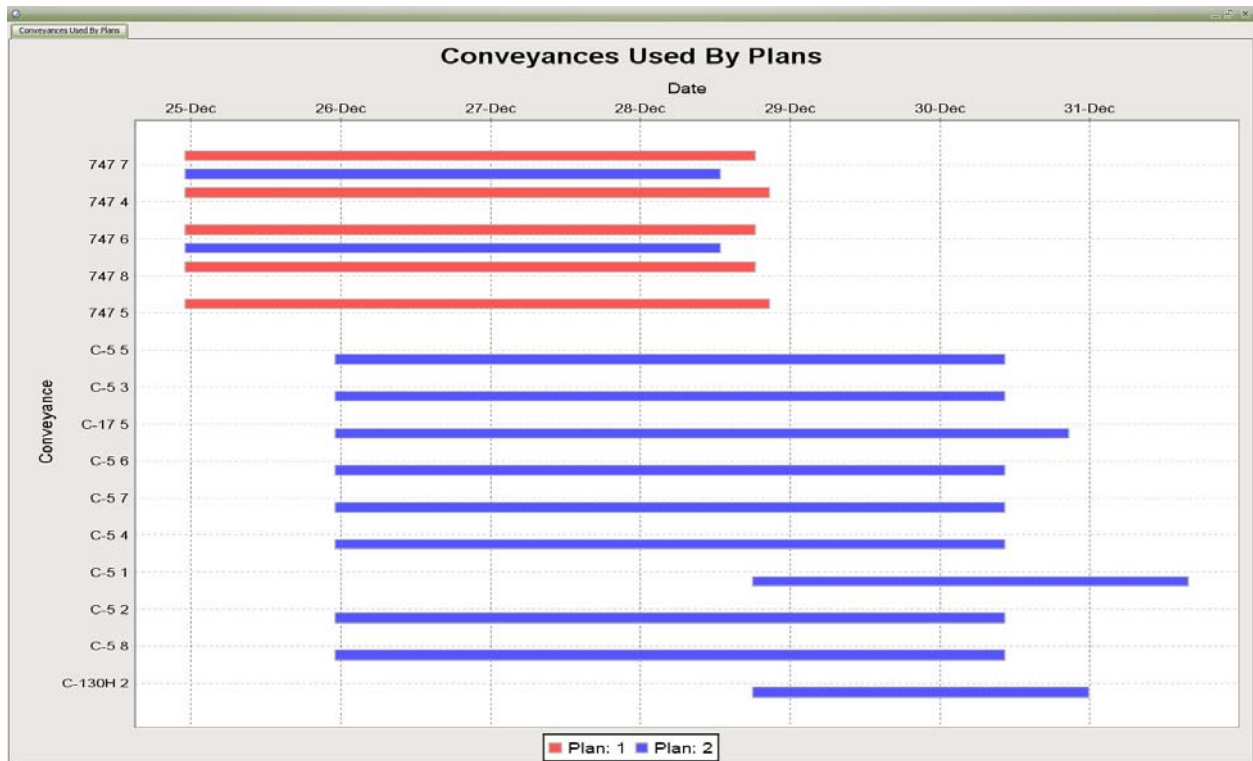 Conveyances Used By Plans
Conveyances Used By Plans
Date
25-Dec 26-Dec 27-Dec 28-Dec 29-Dec 30-Dec 31-Dec
Conveyance
747 7
747 4
747 6
747 8
747 5
C-5 5
C-5 3
C-17 5
C-5 6
C-5 7
C-5 4
C-5 1
C-5 2
C-5 8
C-130H 2
Plan: 1 Plan: 2